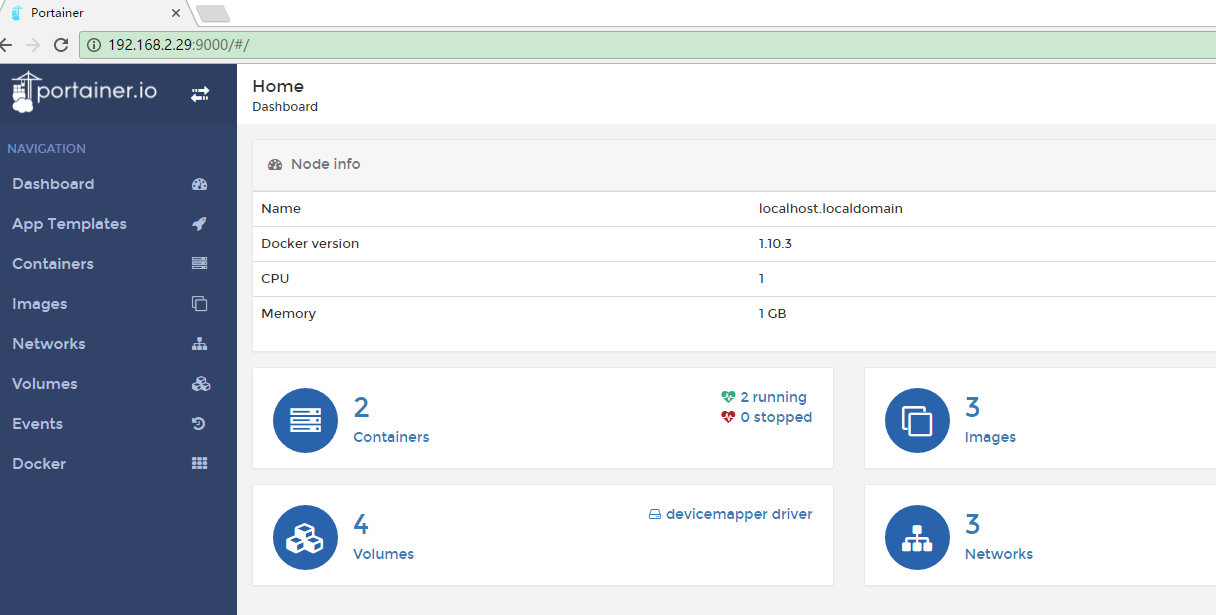 Portainer
192.168.2.29:9000/#/
portainer.io
Home
Dashboard
NAVIGATION
Dashboard
App Templates
Containers
Images
Networks
Volumes
Events
Docker
Node info
Name localhost.localdomain
Docker version 1.10.3
CPU 1
Memory 1 GB
2
Containers
2 running
0 stopped
3
Images
4
Volumes
devicemapper driver
3
Networks